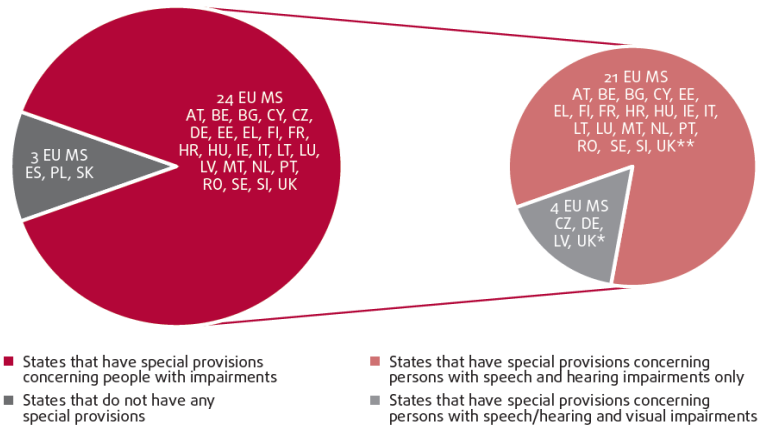 24 EU MS
AT, BE, BG, CY, CZ,
DE, EE, EL, FI, FR,
HR, HU, IE, IT, LT, LU,
LV, MT, NL, PT,
RO, SE, SI, UK
3 EU MS
ES, PL, SK
21 EU MS
AT, BE, BG, CY, EE,
EL, FI, FR, HR, HU, IE, IT,
LT, LU, MT, NL, PT,
RO, SE, SI, UK**
4 EU MS
CZ, DE,
LV, UK*
States that have special provisions
concerning people with impairments
States that do not have any
special provisions
States that have special provisions concerning
persons with speech and hearing impairments only
States that have special provisions concerning
persons with speech/hearing and visual impairments